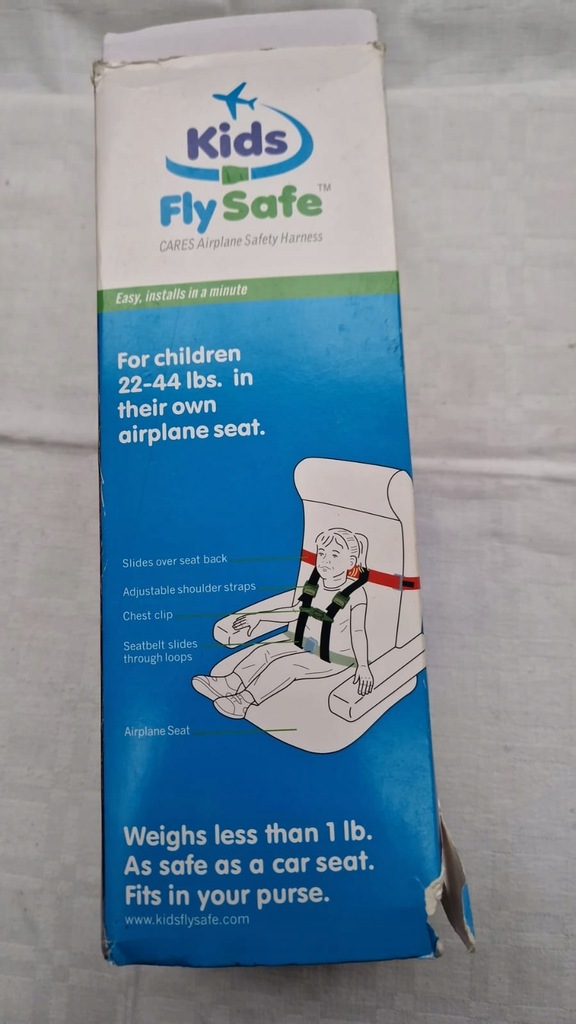 Kids
Fly Safe™
CARES Airplane Safety Harness
Easy, installs in a minute
For children
22-44 lbs. in
their own
airplane seat.
Slides over seat back
Adjustable shoulder straps
Chest clip
Seatbelt slides
through loops
Airplane Seat
Weighs less than 1 lb.
As safe as a car seat.
Fits in your purse.
www.kidsflysafe.com